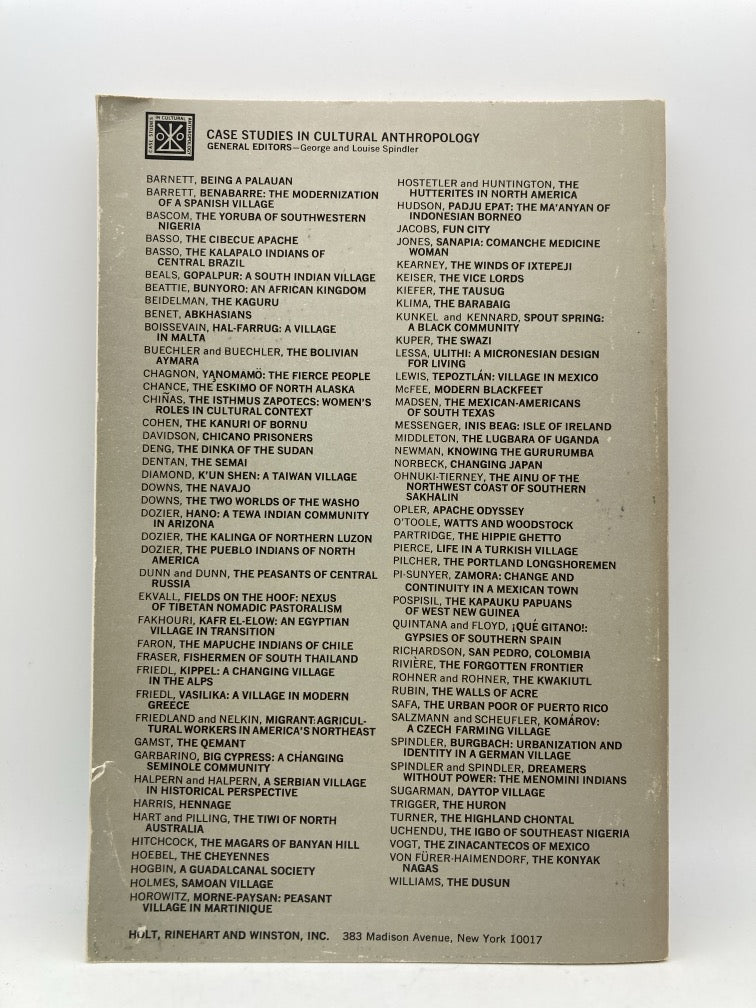 CASE STUDIES
IN CULTURAL
ANTHROPOLOGY
CASE STUDIES IN CULTURAL ANTHROPOLOGY
GENERAL EDITORS—George and Louise Spindler
BARNETT, BEING A PALAUAN
BARRETT, BENABARRE: THE MODERNIZATION
OF A SPANISH VILLAGE
BASCOM, THE YORUBA OF SOUTHWESTERN
NIGERIA
BASSO, THE CIBECUE APACHE
BASSO, THE KALAPALO INDIANS OF
CENTRAL BRAZIL
BEALS, GOPALPUR: A SOUTH INDIAN VILLAGE
BEATTIE, BUNYORO: AN AFRICAN KINGDOM
BEIDELMAN, THE KAGURU
BENET, ABKHASIANS
BOISSEVAIN, HAL-FARRUG: A VILLAGE
IN MALTA
BUECHLER and BUECHLER, THE BOLIVIAN
AYMARA
CHAGNON, YĄNOMAMÖ: THE FIERCE PEOPLE
CHANCE, THE ESKIMO OF NORTH ALASKA
CHIÑAS, THE ISTHMUS ZAPOTECS: WOMEN'S
ROLES IN CULTURAL CONTEXT
COHEN, THE KANURI OF BORNU
DAVIDSON, CHICANO PRISONERS
DENG, THE DINKA OF THE SUDAN
DENTAN, THE SEMAI
DIAMOND, K'UN SHEN: A TAIWAN VILLAGE
DOWNS, THE NAVAJO
DOWNS, THE TWO WORLDS OF THE WASHO
DOZIER, HANO: A TEWA INDIAN COMMUNITY
IN ARIZONA
DOZIER, THE KALINGA OF NORTHERN LUZON
DOZIER, THE PUEBLO INDIANS OF NORTH
AMERICA
DUNN and DUNN, THE PEASANTS OF CENTRAL
RUSSIA
EKVALL, FIELDS ON THE HOOF: NEXUS
OF TIBETAN NOMADIC PASTORALISM
FAKHOURI, KAFR EL-ELOW: AN EGYPTIAN
VILLAGE IN TRANSITION
FARON, THE MAPUCHE INDIANS OF CHILE
FRASER, FISHERMEN OF SOUTH THAILAND
FRIEDL, KIPPEL: A CHANGING VILLAGE
IN THE ALPS
FRIEDL, VASILIKA: A VILLAGE IN MODERN
GREECE
FRIEDLAND and NELKIN, MIGRANT: AGRICUL-
TURAL WORKERS IN AMERICA'S NORTHEAST
GAMST, THE QEMANT
GARBARINO, BIG CYPRESS: A CHANGING
SEMINOLE COMMUNITY
HALPERN and HALPERN, A SERBIAN VILLAGE
IN HISTORICAL PERSPECTIVE
HARRIS, HENNAGE
HART and PILLING, THE TIWI OF NORTH
AUSTRALIA
HITCHCOCK, THE MAGARS OF BANYAN HILL
HOEBEL, THE CHEYENNES
HOGBIN, A GUADALCANAL SOCIETY
HOLMES, SAMOAN VILLAGE
HOROWITZ, MORNE-PAYSAN: PEASANT
VILLAGE IN MARTINIQUE
HOSTETLER and HUNTINGTON, THE
HUTTERITES IN NORTH AMERICA
HUDSON, PADJU EPAT: THE MA'ANYAN OF
INDONESIAN BORNEO
JACOBS, FUN CITY
JONES, SANAPIA: COMANCHE MEDICINE
WOMAN
KEARNEY, THE WINDS OF IXTEPEJI
KEISER, THE VICE LORDS
KIEFER, THE TAUSUG
KLIMA, THE BARABAIG
KUNKEL and KENNARD, SPOUT SPRING:
A BLACK COMMUNITY
KUPER, THE SWAZI
LESSA, ULITHI: A MICRONESIAN DESIGN
FOR LIVING
LEWIS, TEPOZTLÁN: VILLAGE IN MEXICO
McFEE, MODERN BLACKFEET
MADSEN, THE MEXICAN-AMERICANS
OF SOUTH TEXAS
MESSENGER, INIS BEAG: ISLE OF IRELAND
MIDDLETON, THE LUGBARA OF UGANDA
NEWMAN, KNOWING THE GURURUMBA
NORBECK, CHANGING JAPAN
OHNUKI-TIERNEY, THE AINU OF THE
NORTHWEST COAST OF SOUTHERN
SAKHALIN
OPLER, APACHE ODYSSEY
O'TOOLE, WATTS AND WOODSTOCK
PARTRIDGE, THE HIPPIE GHETTO
PIERCE, LIFE IN A TURKISH VILLAGE
PILCHER, THE PORTLAND LONGSHOREMEN
PI-SUNYER, ZAMORA: CHANGE AND
CONTINUITY IN A MEXICAN TOWN
POSPISIL, THE KAPAUKU PAPUANS
OF WEST NEW GUINEA
QUINTANA and FLOYD, ¡QUÉ GITANO!:
GYPSIES OF SOUTHERN SPAIN
RICHARDSON, SAN PEDRO, COLOMBIA
RIVIÈRE, THE FORGOTTEN FRONTIER
ROHNER and ROHNER, THE KWAKIUTL
RUBIN, THE WALLS OF ACRE
SAFA, THE URBAN POOR OF PUERTO RICO
SALZMANN and SCHEUFLER, KOMÁROV:
A CZECH FARMING VILLAGE
SPINDLER, BURGBACH: URBANIZATION AND
IDENTITY IN A GERMAN VILLAGE
SPINDLER and SPINDLER, DREAMERS
WITHOUT POWER: THE MENOMINI INDIANS
SUGARMAN, DAYTOP VILLAGE
TRIGGER, THE HURON
TURNER, THE HIGHLAND CHONTAL
UCHENDU, THE IGBO OF SOUTHEAST NIGERIA
VOGT, THE ZINACANTECOS OF MEXICO
VON FÜRER-HAIMENDORF, THE KONYAK
NAGAS
WILLIAMS, THE DUSUN
HOLT, RINEHART AND WINSTON, INC. 383 Madison Avenue, New York 10017